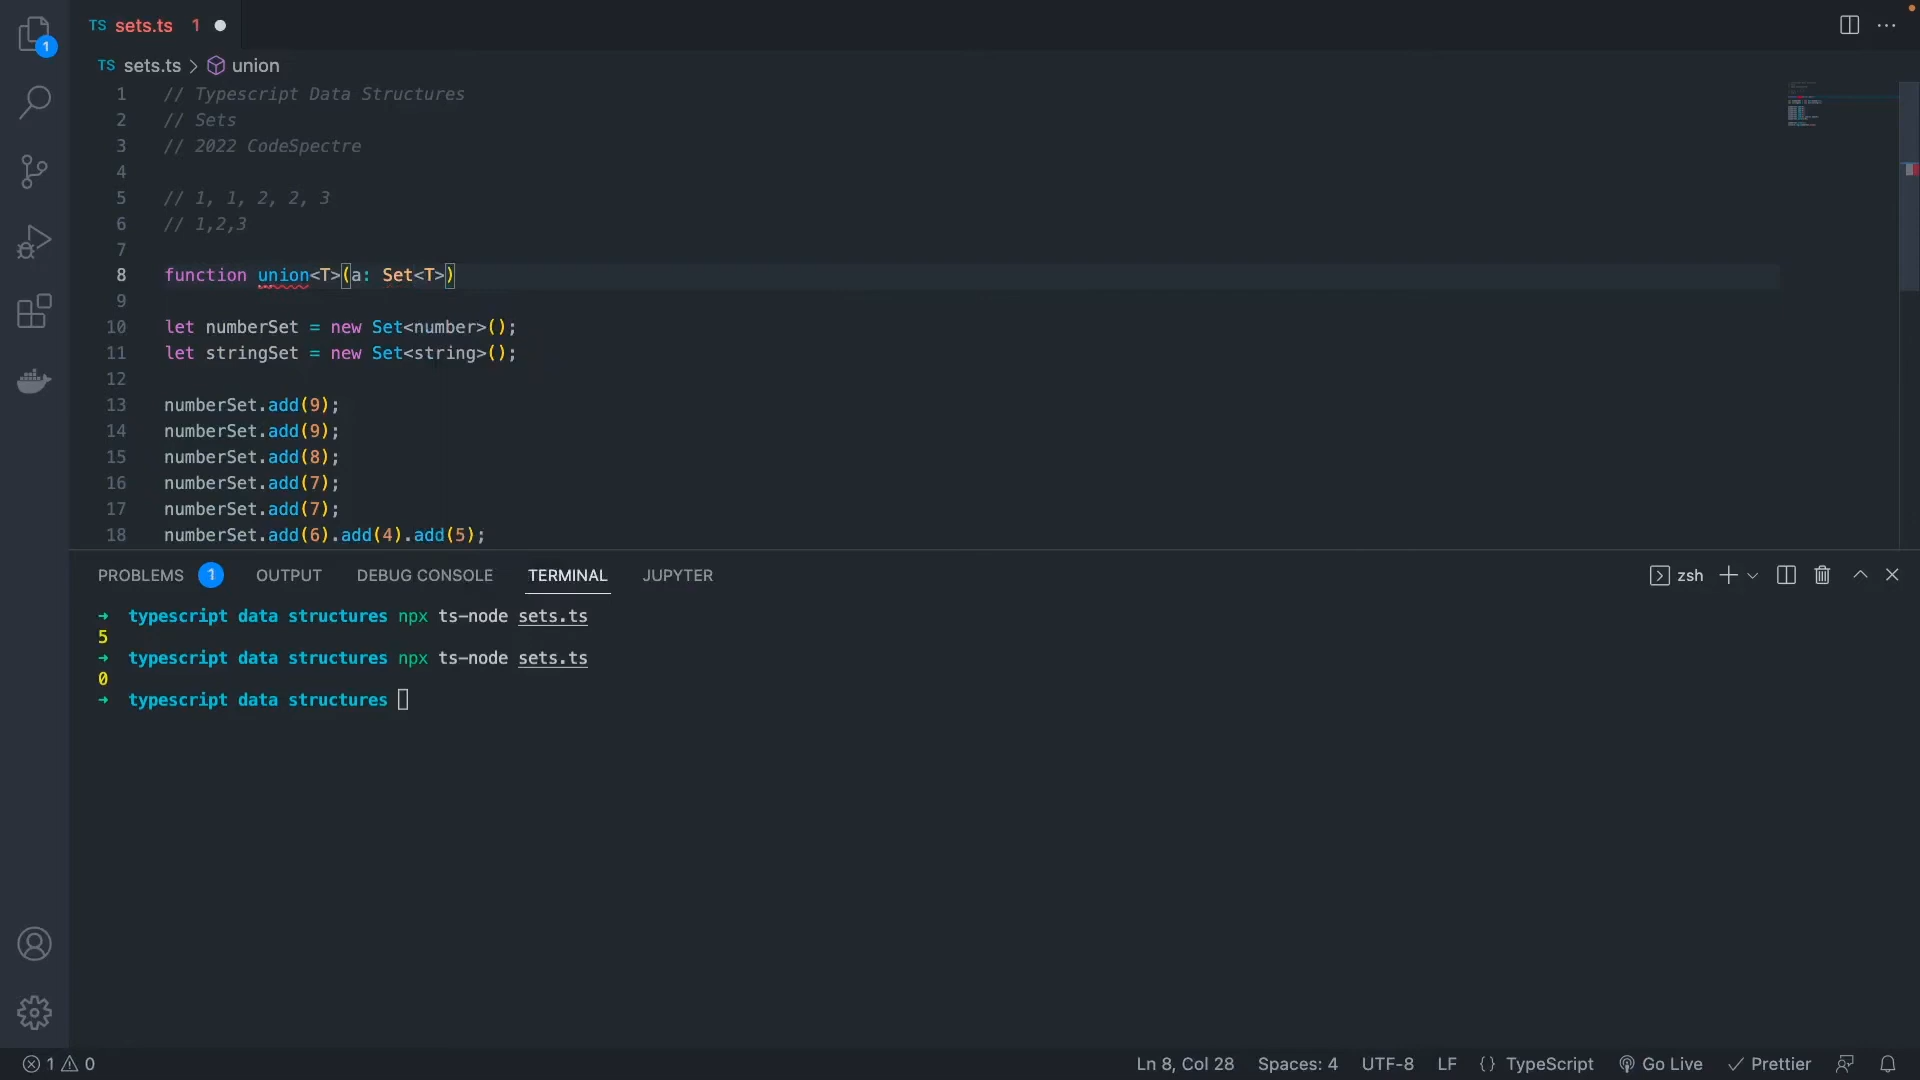 TS sets.ts 1
1
TS sets.ts > union
1 // Typescript Data Structures
2 // Sets
3 // 2022 CodeSpectre
4
5 // 1, 1, 2, 2, 3
6 // 1,2,3
7
8 function union<T>(a: Set<T>)
9
10 let numberSet = new Set<number>();
11 let stringSet = new Set<string>();
12
13 numberSet.add(9);
14 numberSet.add(9);
15 numberSet.add(8);
16 numberSet.add(7);
17 numberSet.add(7);
18 numberSet.add(6).add(4).add(5);
PROBLEMS 1 OUTPUT DEBUG CONSOLE TERMINAL JUPYTER zsh
→ typescript data structures npx ts-node sets.ts
5
→ typescript data structures npx ts-node sets.ts
0
→ typescript data structures
1 0 Ln 8, Col 28 Spaces: 4 UTF-8 LF {} TypeScript Go Live Prettier